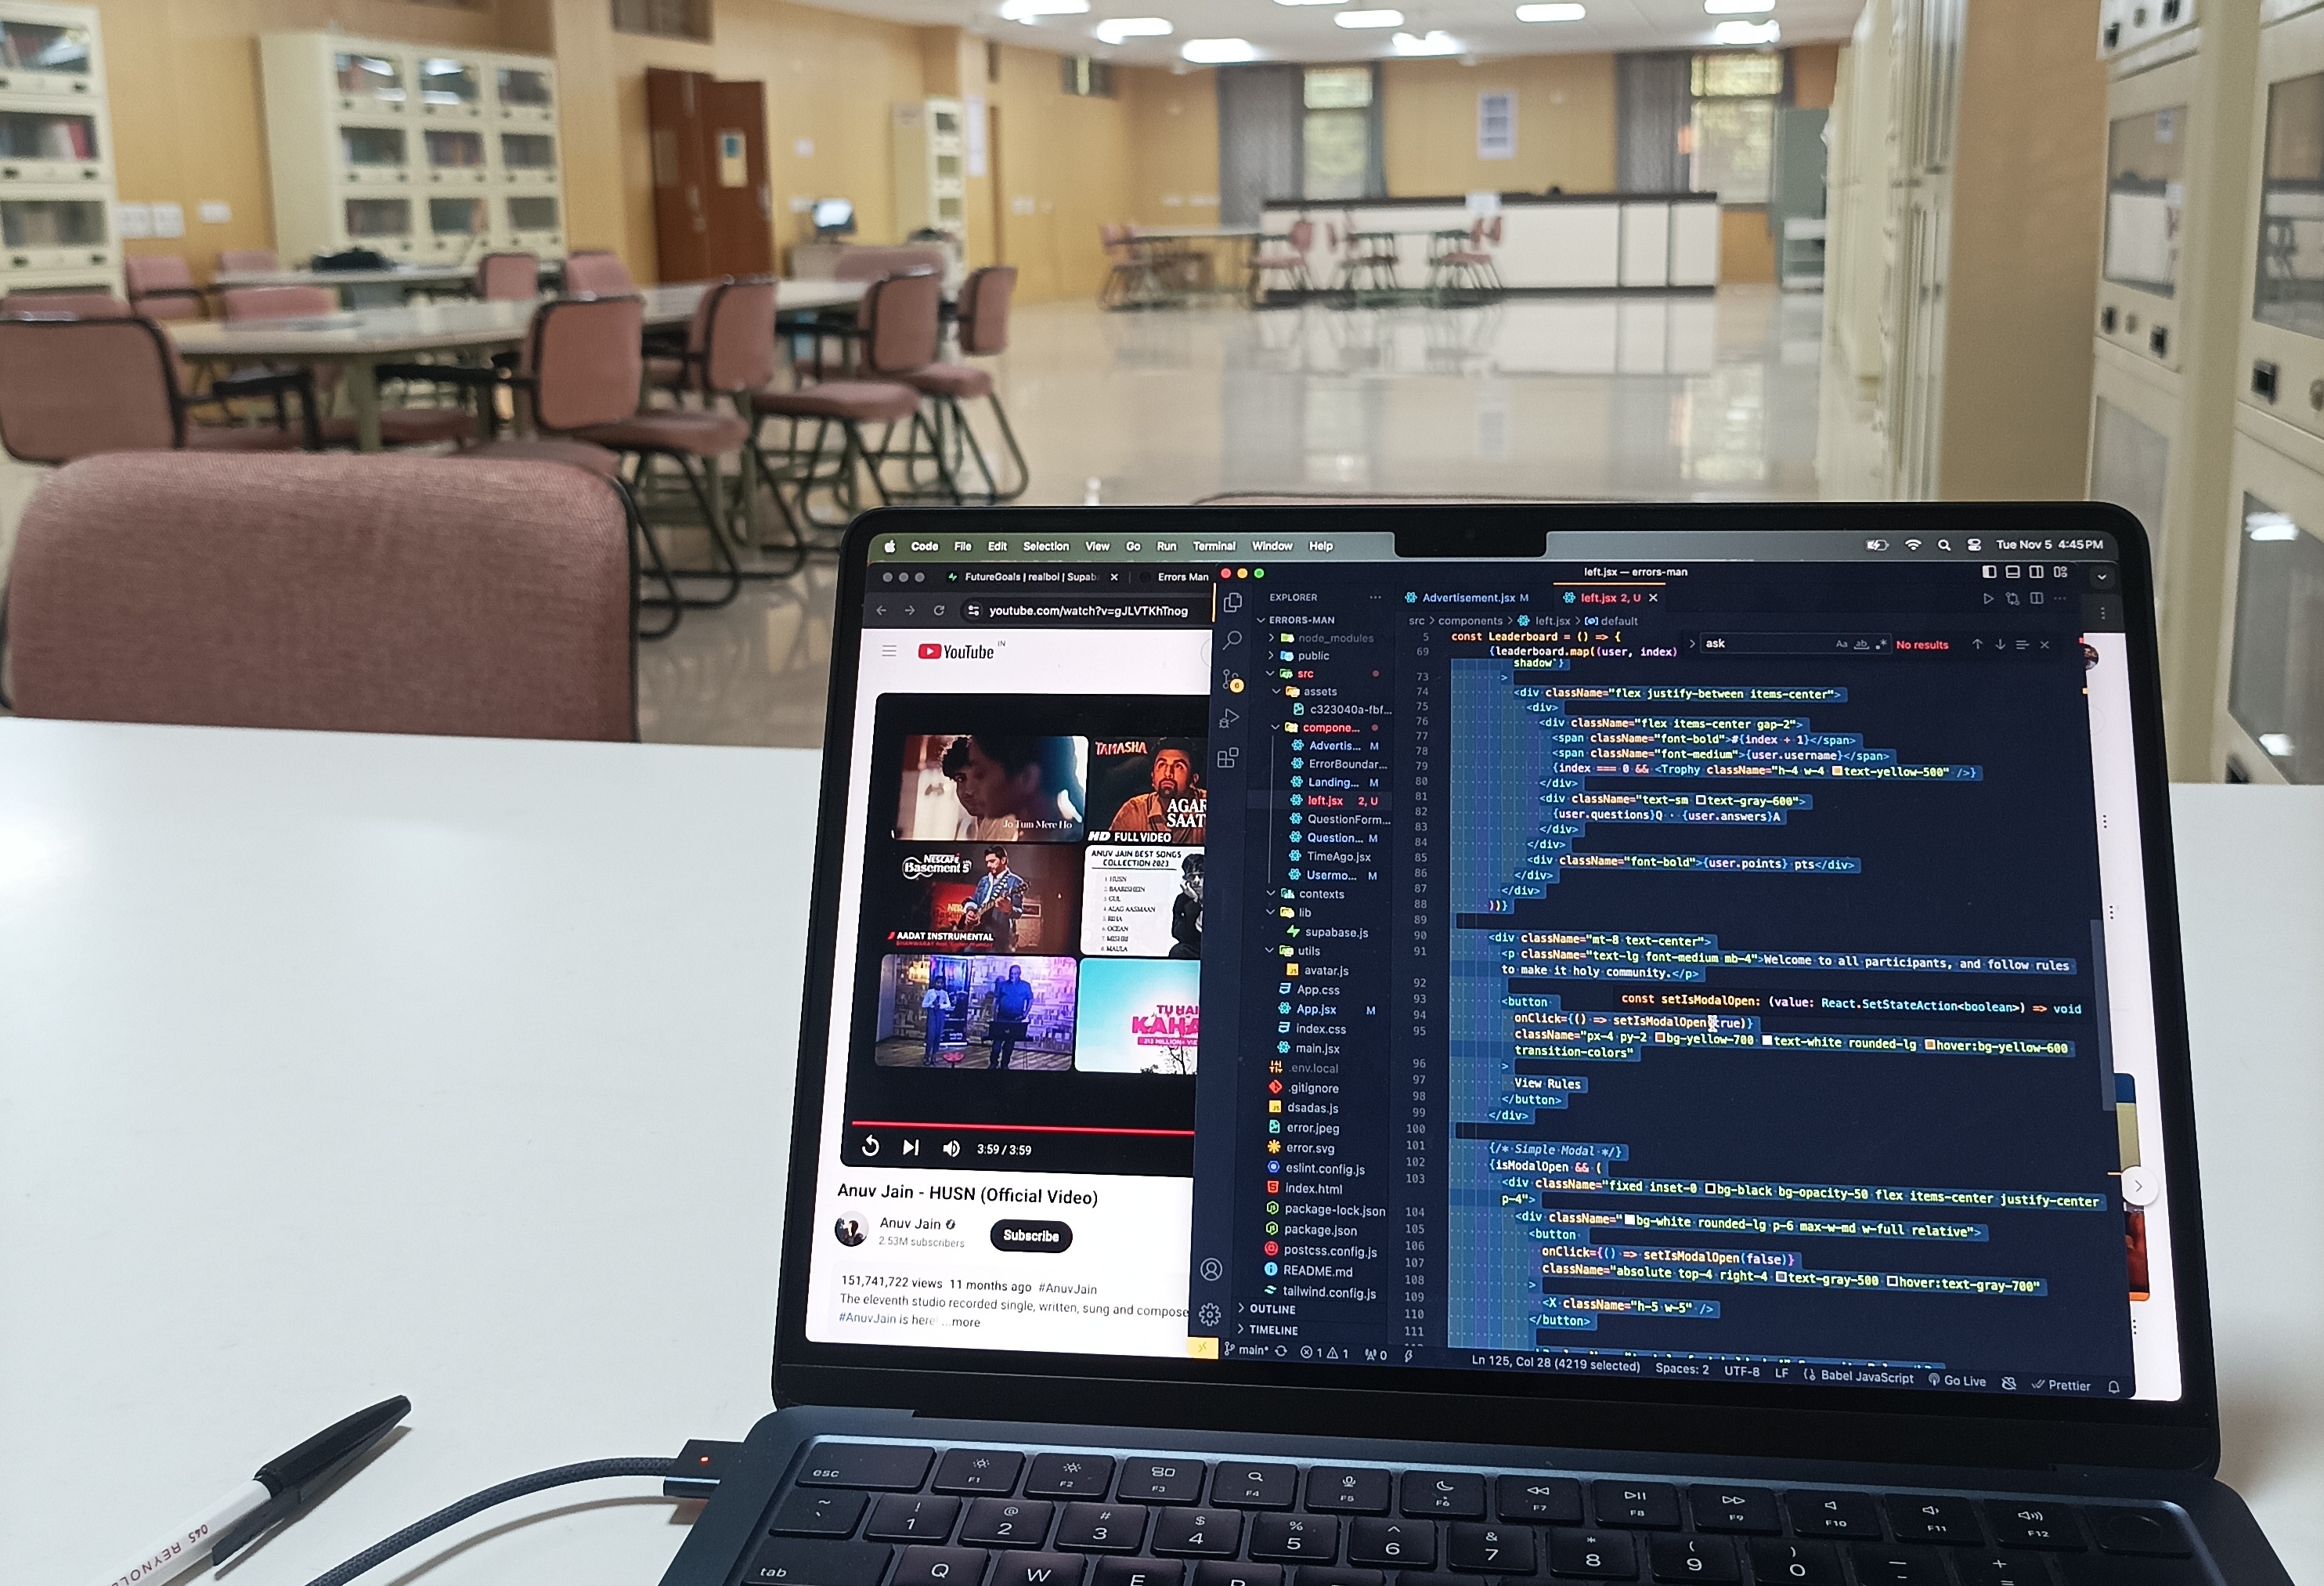 Code File Edit Selection View Go Run Terminal Window Help
Tue Nov 5 4:45 PM
FutureGoals | realbol | Supab
Errors Man
youtube.com/watch?v=gJLVTKhTnog
YouTube IN
Jo Tum Mere Ho
TAMASHA
AGAR
SAAT
HD FULL VIDEO
NESCAFÉ
Basement 5
AADAT INSTRUMENTAL
ANUV JAIN BEST SONGS
COLLECTION 2023
1. HUSN
2. BAARISHEIN
3. GUL
4. ALAG AASMAAN
5. RIHA
6. OCEAN
7. MISHRI
8. MAULA
TU HAI
KAHA
3:59 / 3:59
Anuv Jain - HUSN (Official Video)
Anuv Jain
2.53M subscribers
Subscribe
151,741,722 views 11 months ago #AnuvJain
The eleventh studio recorded single, written, sung and compose
#AnuvJain is here ...more
left.jsx — errors-man
EXPLORER ...
ERRORS-MAN
node_modules
public
src
assets
c323040a-fbf...
compone...
Advertis... M
ErrorBoundar...
Landing... M
left.jsx 2, U
QuestionForm...
Question... M
TimeAgo.jsx
Usermo... M
contexts
lib
supabase.js
utils
avatar.js
App.css
App.jsx M
index.css
main.jsx
.env.local
.gitignore
dsadas.js
error.jpeg
error.svg
eslint.config.js
index.html
package-lock.json
package.json
postcss.config.js
README.md
tailwind.config.js
OUTLINE
TIMELINE
Advertisement.jsx M
left.jsx 2, U
src > components > left.jsx > default
ask
Aa ab No results
5 const Leaderboard = () => {
69 {leaderboard.map((user, index)
shadow`}
73 >
74 <div className="flex justify-between items-center">
75 <div>
76 <div className="flex items-center gap-2">
77 <span className="font-bold">#{index + 1}</span>
78 <span className="font-medium">{user.username}</span>
79 {index === 0 && <Trophy className="h-4 w-4 text-yellow-500" />}
80 </div>
81 <div className="text-sm text-gray-600">
82 {user.questions}Q · {user.answers}A
83 </div>
84 </div>
85 <div className="font-bold">{user.points} pts</div>
86 </div>
87 </div>
88 ))}
89
90 <div className="mt-8 text-center">
91 <p className="text-lg font-medium mb-4">Welcome to all participants, and follow rules
to make it holy community.</p>
92
93 <button
const setIsModalOpen: (value: React.SetStateAction<boolean>) => void
94 onClick={() => setIsModalOpen(true)}
95 className="px-4 py-2 bg-yellow-700 text-white rounded-lg hover:bg-yellow-600
transition-colors"
96 >
97 View Rules
98 </button>
99 </div>
100
101 {/* Simple Modal */}
102 {isModalOpen && (
103 <div className="fixed inset-0 bg-black bg-opacity-50 flex items-center justify-center
p-4">
104 <div className="bg-white rounded-lg p-6 max-w-md w-full relative">
105 <button
106 onClick={() => setIsModalOpen(false)}
107 className="absolute top-4 right-4 text-gray-500 hover:text-gray-700"
108 >
109 <X className="h-5 w-5" />
110 </button>
111
main* 1 1 0
Ln 125, Col 28 (4219 selected) Spaces: 2 UTF-8 LF Babel JavaScript Go Live Prettier
045 REYNOL
esc F1 F2 F3 F4 F5 F6 F7 F8 F9 F10 F11 F12
~ ! @ # $ % ^ & * ( ) — +
` 1 2 3 4 5 6 7 8 9 0 - =
tab Q W E